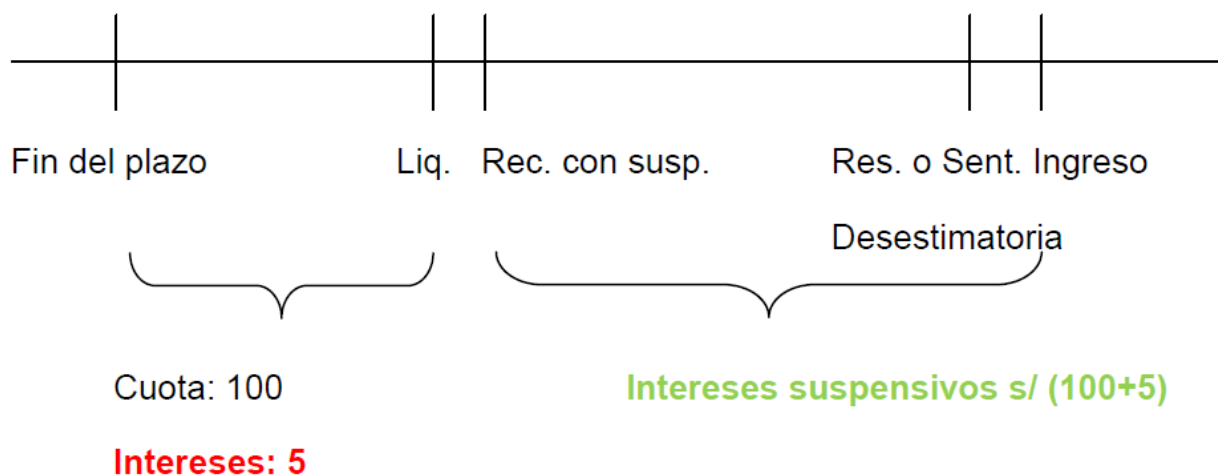 Fin del plazo Liq. Rec. con susp. Res. o Sent. Ingreso
Desestimatoria
Cuota: 100 Intereses suspensivos s/ (100+5)
Intereses: 5